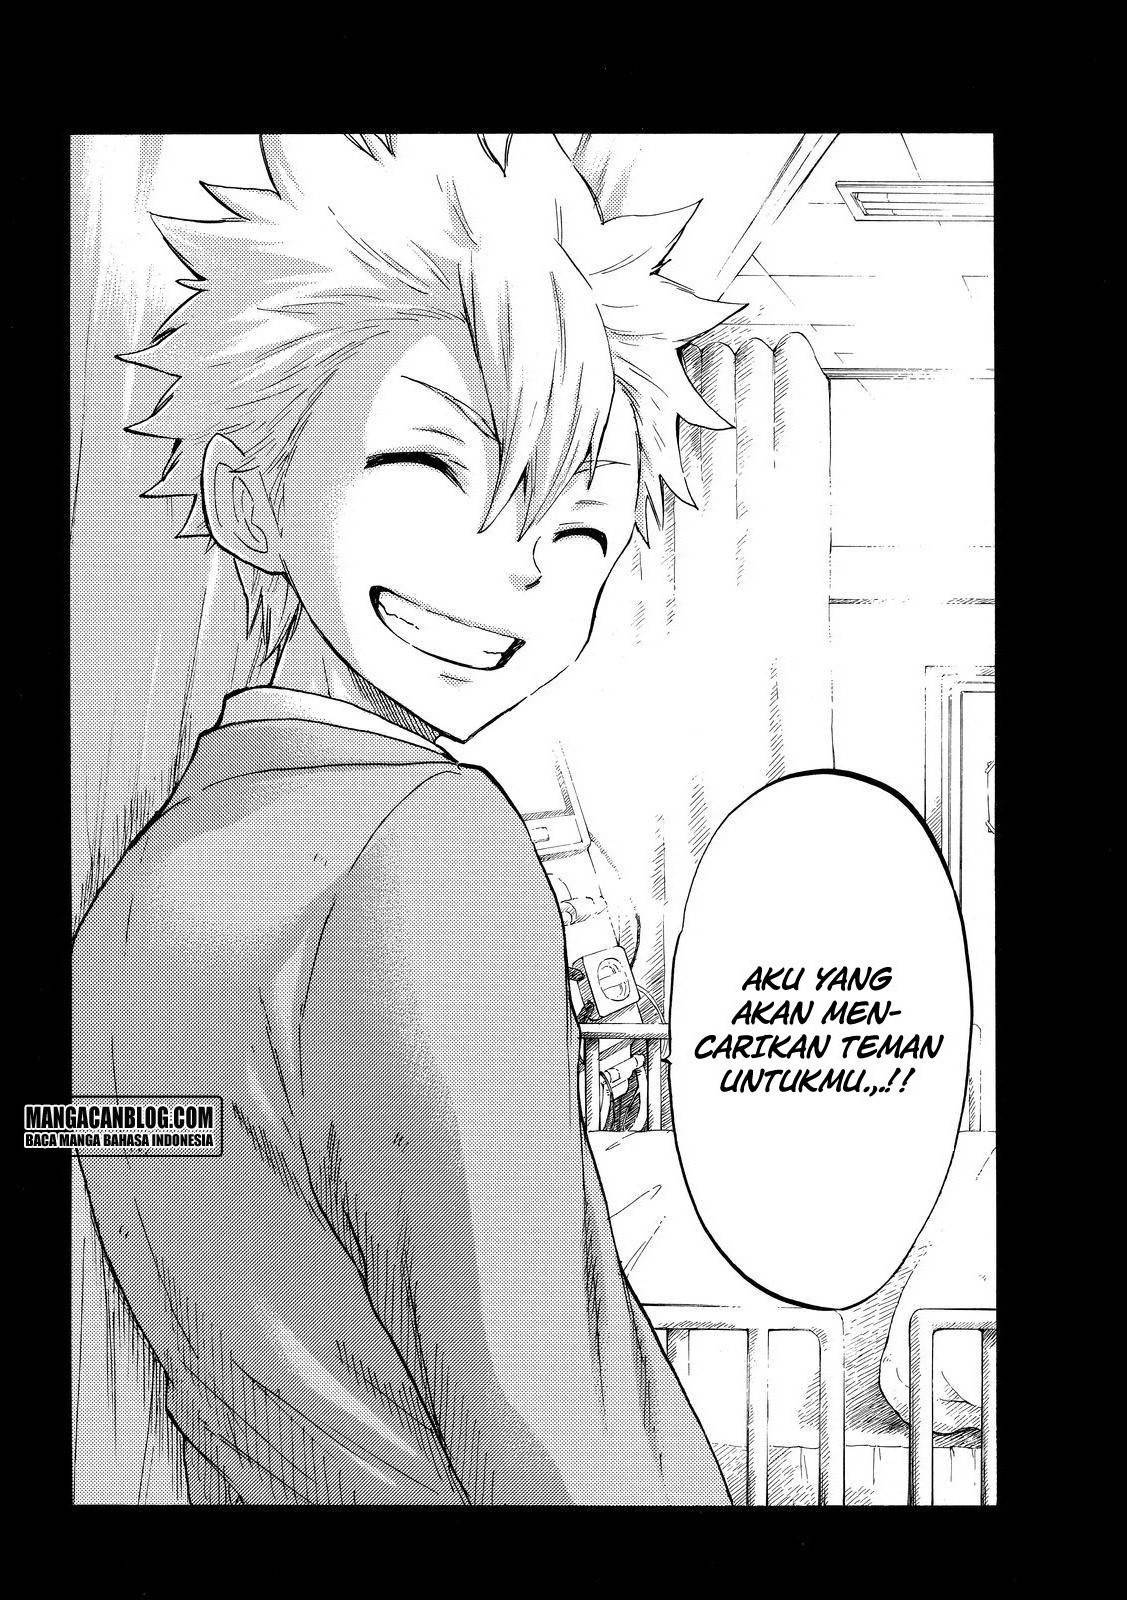 AKU YANG
AKAN MEN-
CARIKAN TEMAN
UNTUKMU.,.!!
MANGACANBLOG.COM
BACA MANGA BAHASA INDONESIA